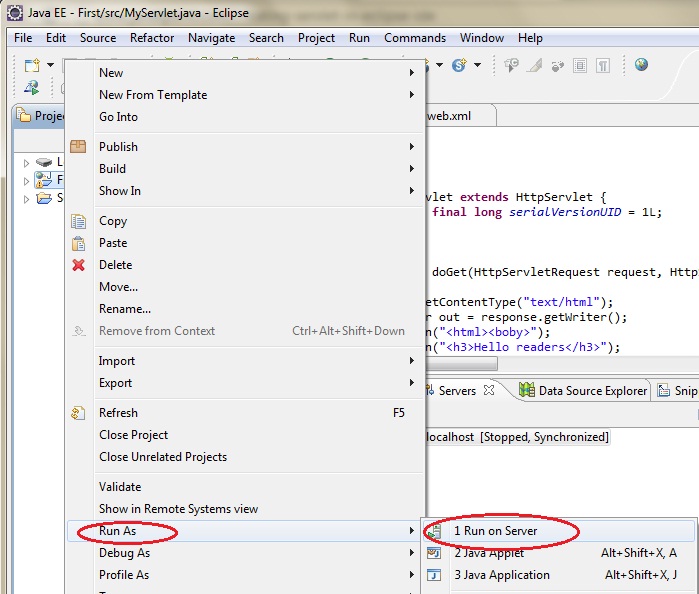 Java EE - First/src/MyServlet.java - Eclipse
File Edit Source Refactor Navigate Search Project Run Commands Window Help
New
New From Template
Go Into
Publish
Build
Show In
Copy
Paste
Delete
Move...
Rename...
Remove from Context Ctrl+Alt+Shift+Down
Import
Export
Refresh F5
Close Project
Close Unrelated Projects
Validate
Show in Remote Systems view
Run As
Debug As
Profile As
1 Run on Server
2 Java Applet Alt+Shift+X, A
3 Java Application Alt+Shift+X, J
Proje
L
F
S
web.xml
vlet extends HttpServlet {
final long serialVersionUID = 1L;
doGet(HttpServletRequest request, Http
etContentType("text/html");
r out = response.getWriter();
n("<html><boby>");
n("<h3>Hello readers</h3>");
Servers Data Source Explorer Snip
localhost [Stopped, Synchronized]